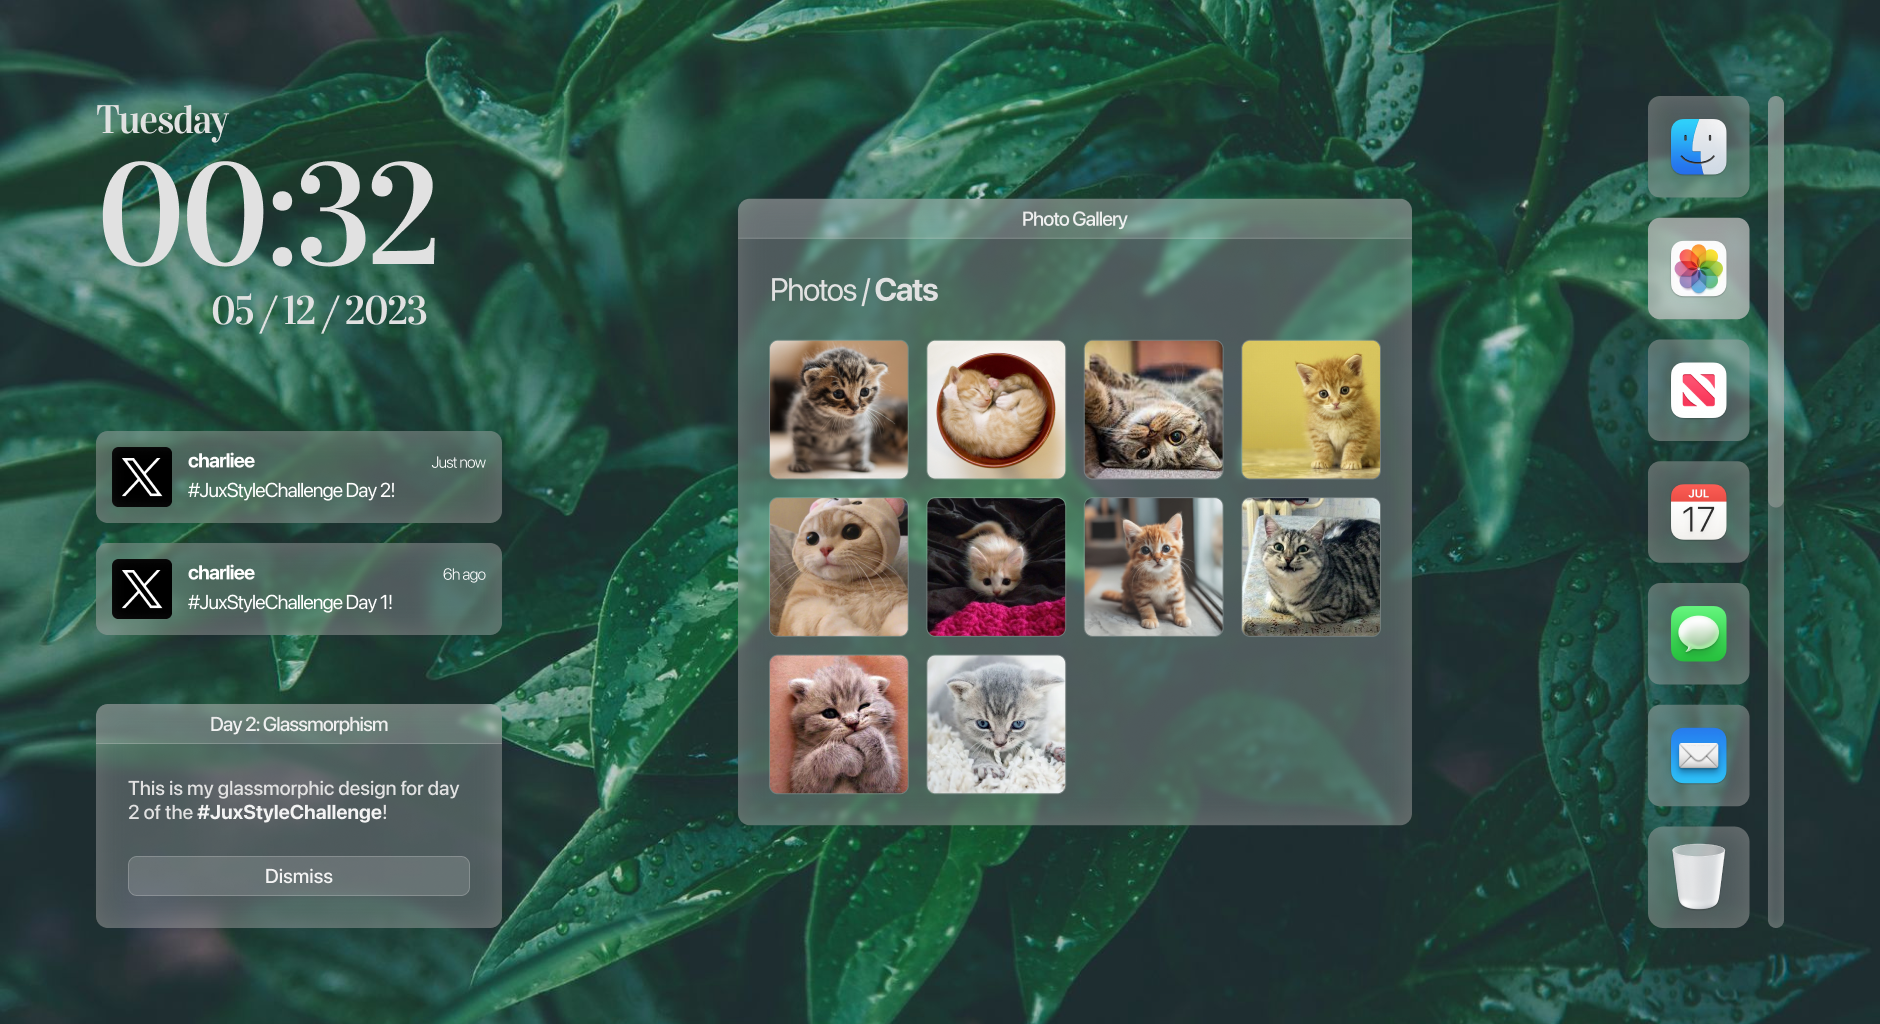 Tuesday
00:32
05 / 12 / 2023
charliee
Just now
#JuxStyleChallenge Day 2!
charliee
6h ago
#JuxStyleChallenge Day 1!
Day 2: Glassmorphism
This is my glassmorphic design for day
2 of the #JuxStyleChallenge!
Dismiss
Photo Gallery
Photos / Cats
JUL
17